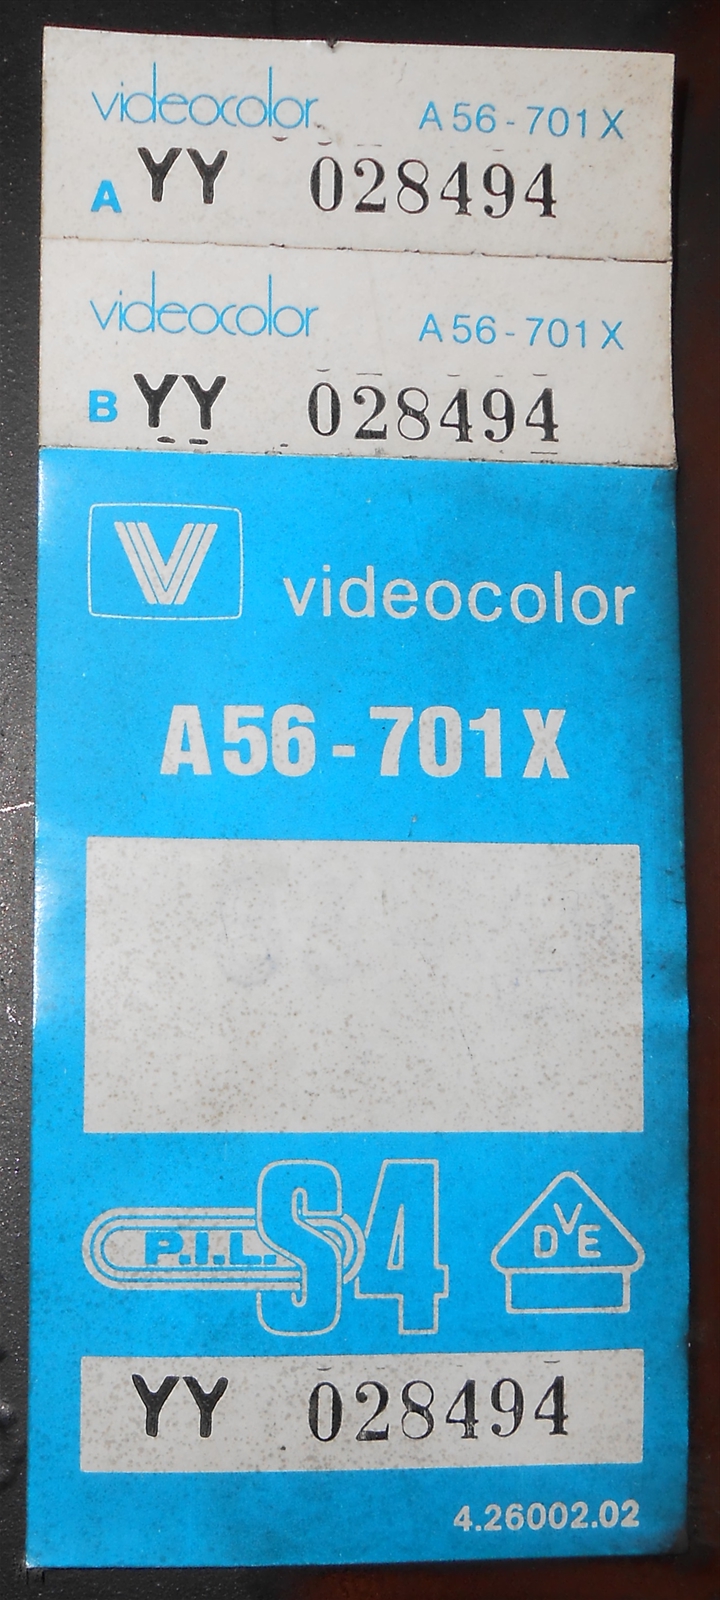 videocolor A56-701X
A YY 028494
videocolor A56-701X
B YY 028494
V videocolor
A56-701X
P.I.L. S4 DVE
YY 028494
4.26002.02